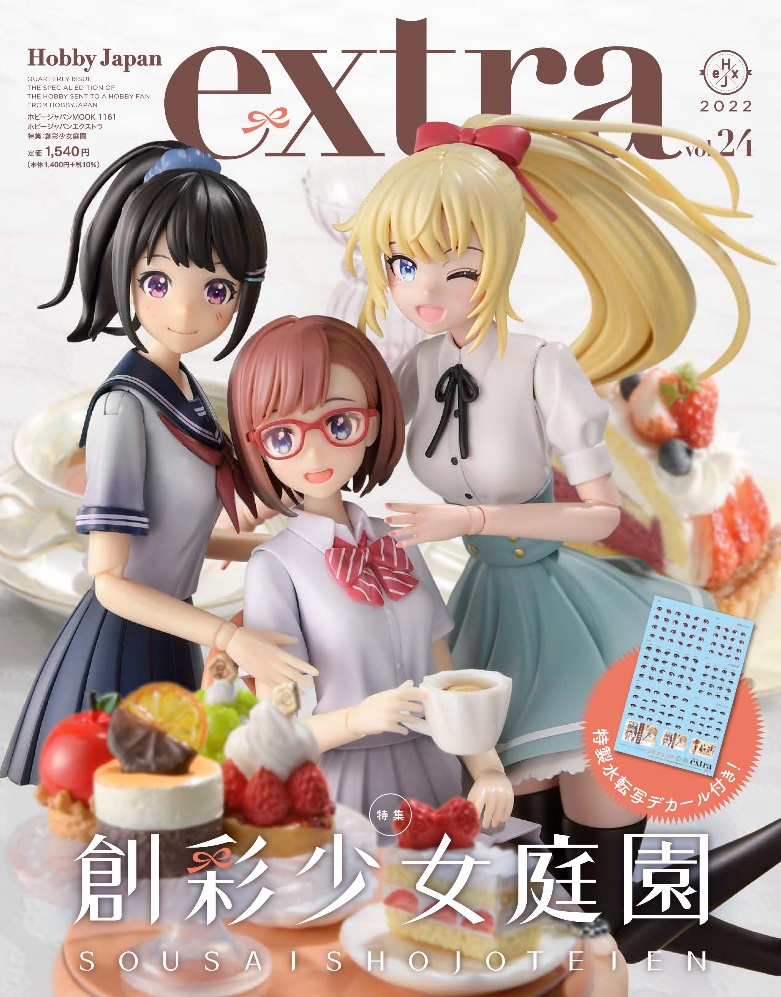 Hobby Japan
extra
QUARTERLY ISSUE
THE SPECIAL EDITION OF
THE HOBBY SENT TO A HOBBY FAN
FROM HOBBYJAPAN
ホビージャパンMOOK 1161
ホビージャパンエクストラ
特集:創彩少女庭園
定価 1,540円
(本体1,400円+税10%)
H
e x
J
2022
vol.24
extra
特製水転写デカール付き!
特集
創彩少女庭園
SOUSAISHOJOTEIEN